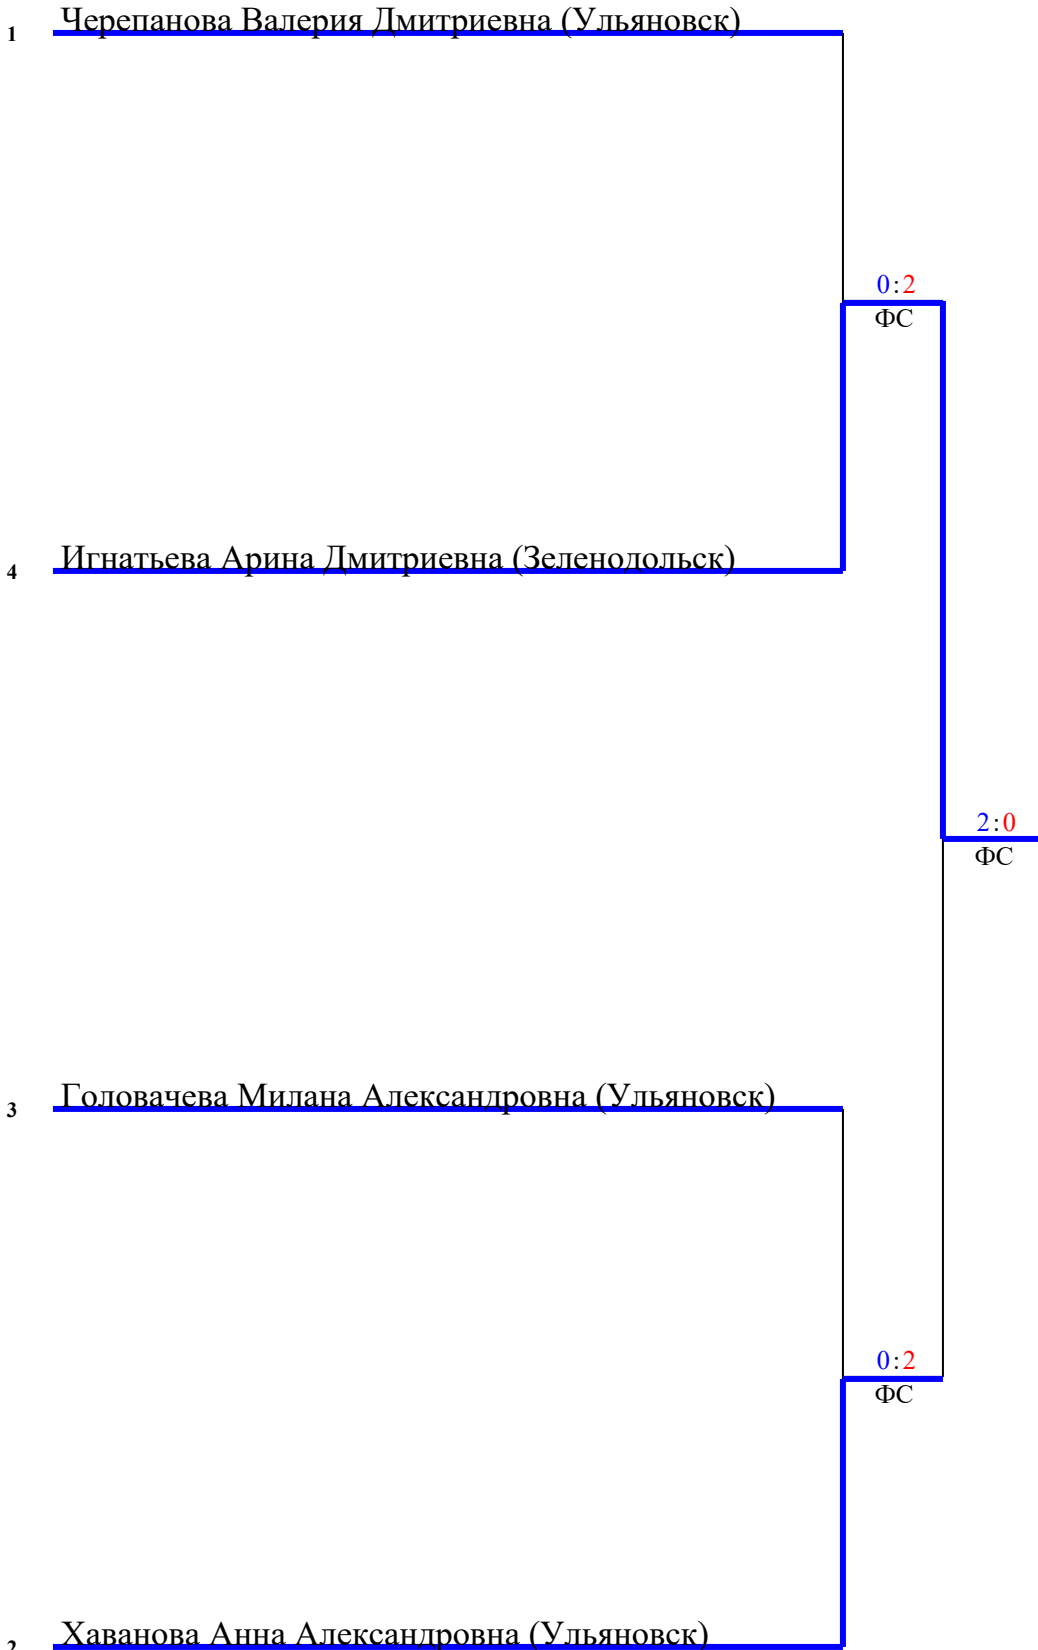 1 Черепанова Валерия Дмитриевна (Ульяновск)
0:2
ФС
4 Игнатьева Арина Дмитриевна (Зеленодольск)
2:0
ФС
3 Головачева Милана Александровна (Ульяновск)
0:2
ФС
2 Хаванова Анна Александровна (Ульяновск)